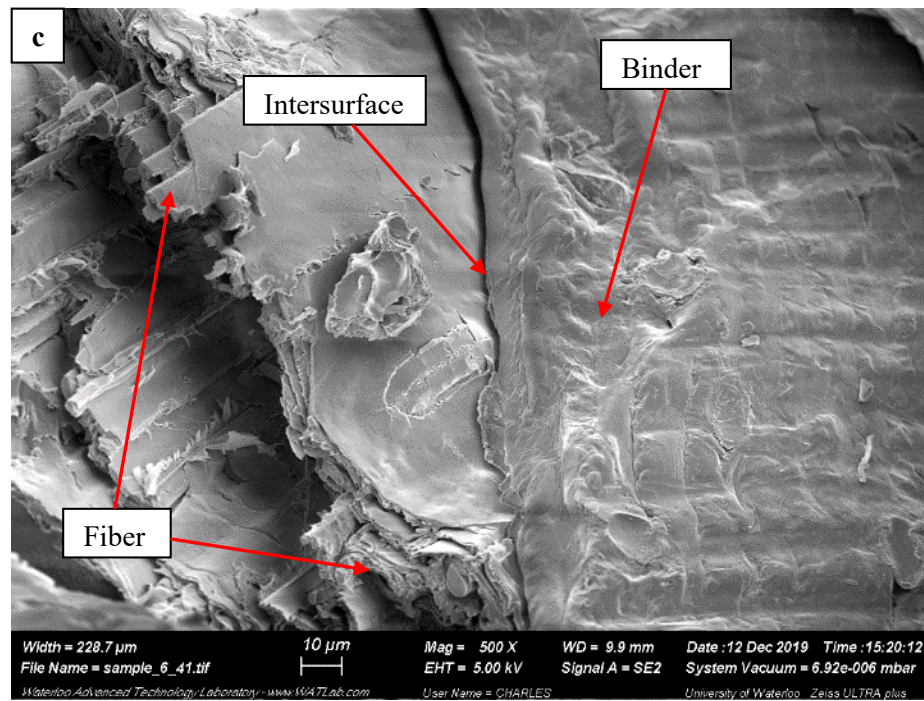 c
Intersurface
Binder
Fiber
Width = 228.7 µm
10 µm
Mag = 500 X
WD = 9.9 mm
Date :12 Dec 2019 Time :15:20:12
File Name = sample_6_41.tif
EHT = 5.00 kV
Signal A = SE2
System Vacuum = 6.92e-006 mbar
Waterloo Advanced Technology Laboratory - www.WATLab.com
User Name = CHARLES
University of Waterloo Zeiss ULTRA plus